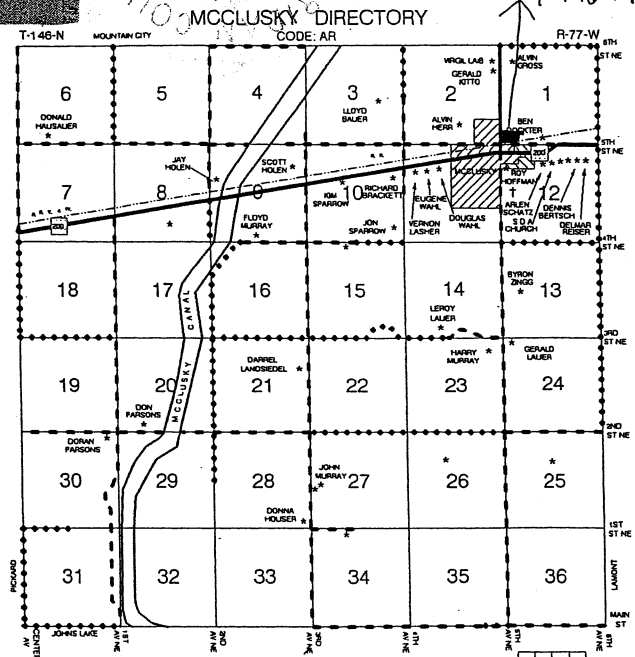 MCCLUSKY DIRECTORY
T-146-N
MOUNTAIN CITY
CODE: AR
R-77-W
6TH
ST NE
6
5
4
3
2
1
DONALD
HAUSAUER
LLOYD
BAUER
VIRGIL LAIB
GERALD
KITTO
ALVIN
GROSS
ALVIN
HERR
BEN
DOCKTER
5TH
ST NE
7
8
9
10
12
JAY
HOLEN
SCOTT
HOLEN
R R
KIM
SPARROW
RICHARD
BRACKETT
EUGENE
WAHL
VERNON
LASHER
DOUGLAS
WAHL
MCCLUSKY
200
ROY
HOFFMAN
ARLEN
SCHATZ
S D A
CHURCH
DENNIS
BERTSCH
DELMAR
REISER
200
FLOYD
MURRAY
JON
SPARROW
4TH
ST NE
18
17
16
15
14
13
MCCLUSKY CANAL
LEROY
LAUER
BYRON
ZINGG
3RD
ST NE
19
20
21
22
23
24
DARREL
LANDSIEDEL
HARRY
MURRAY
GERALD
LAUER
DON
PARSONS
2ND
ST NE
DORAN
PARSONS
30
29
28
27
26
25
JOHN
MURRAY
DONNA
HOUSER
1ST
ST NE
31
32
33
34
35
36
PICKARD
LAMONT
MAIN
ST
JOHNS LAKE
CENTER
AV
1ST
AV NE
2ND
AV NE
3RD
AV NE
4TH
AV NE
5TH
AV NE
6TH
AV NE